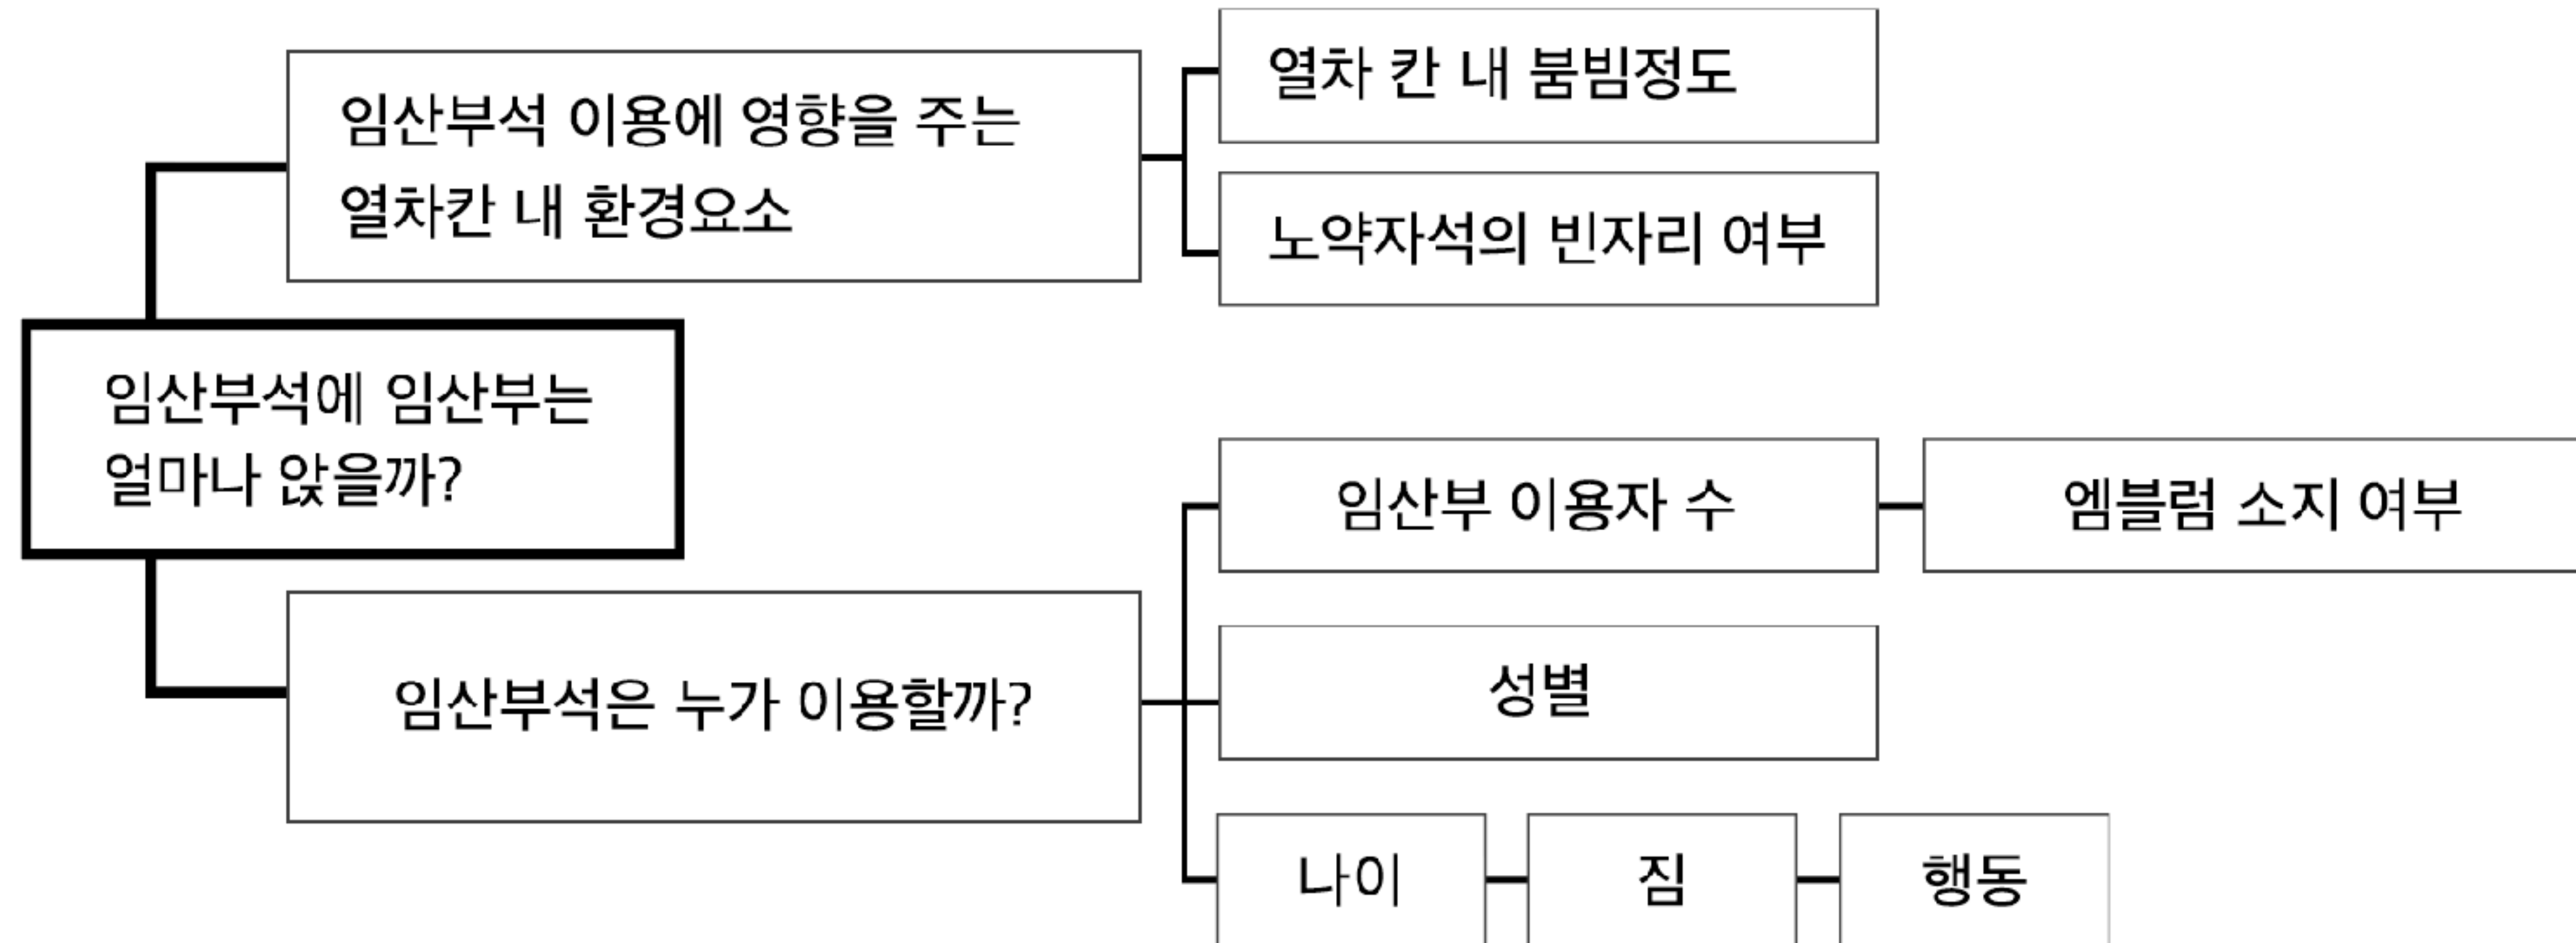 열차 칸 내 붐빔정도
임산부석 이용에 영향을 주는
열차칸 내 환경요소
노약자석의 빈자리 여부
임산부석에 임산부는
얼마나 앉을까?
임산부 이용자 수
엠블럼 소지 여부
임산부석은 누가 이용할까?
성별
나이
짐
행동